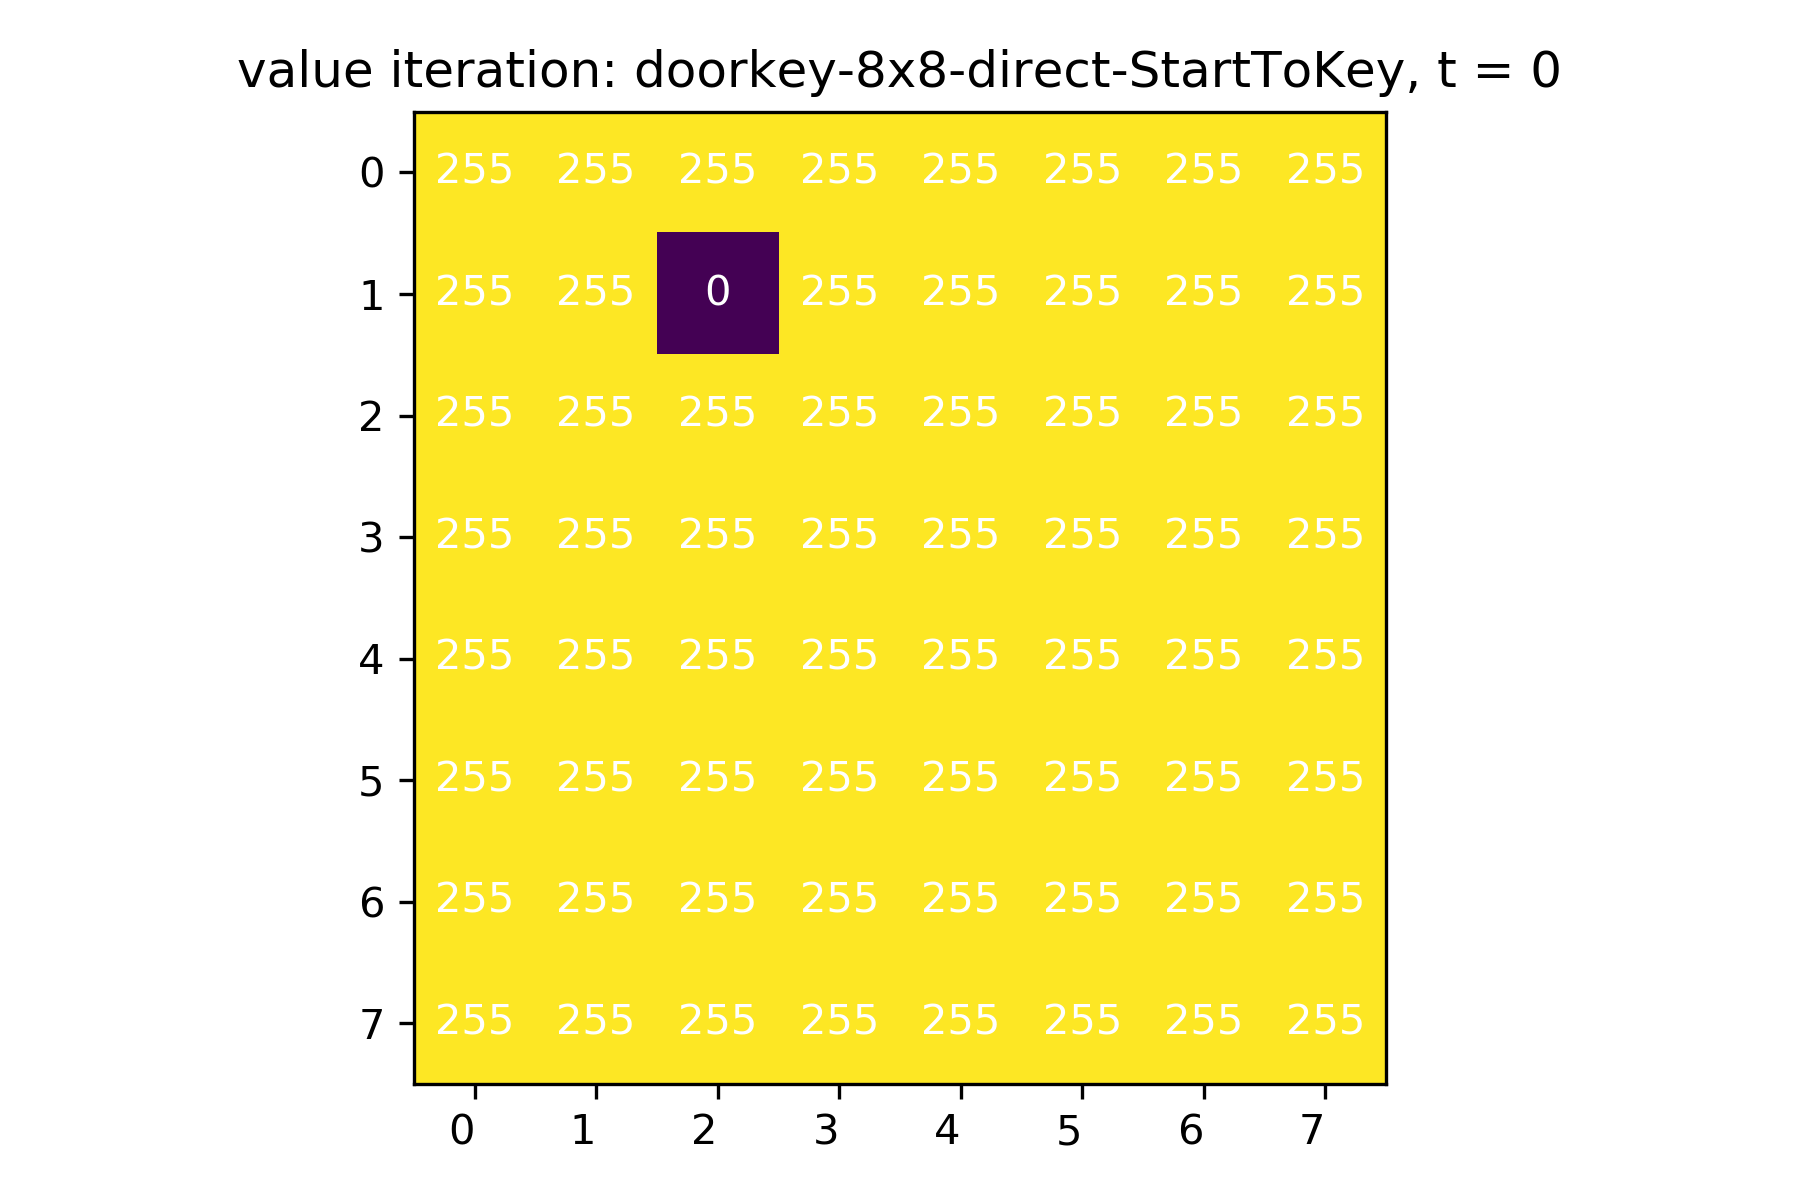 value iteration: doorkey-8x8-direct-StartToKey, t = 0
0 255 255 255 255 255 255 255 255
1 255 255 0 255 255 255 255 255
2 255 255 255 255 255 255 255 255
3 255 255 255 255 255 255 255 255
4 255 255 255 255 255 255 255 255
5 255 255 255 255 255 255 255 255
6 255 255 255 255 255 255 255 255
7 255 255 255 255 255 255 255 255
0 1 2 3 4 5 6 7